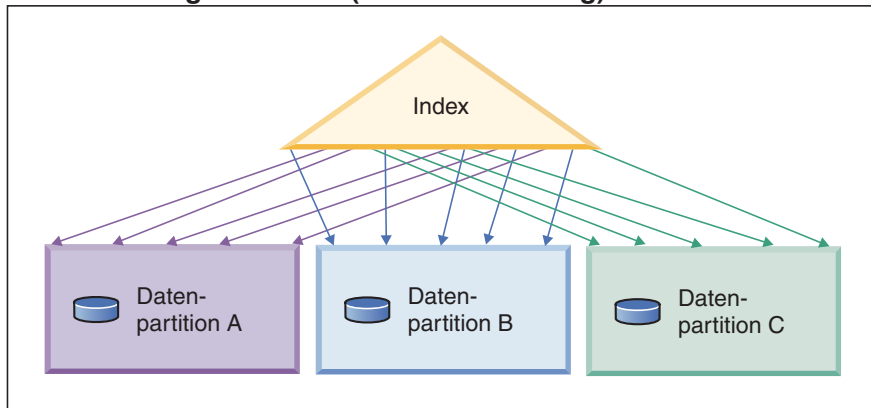 Index
Daten-
partition A
Daten-
partition B
Daten-
partition C